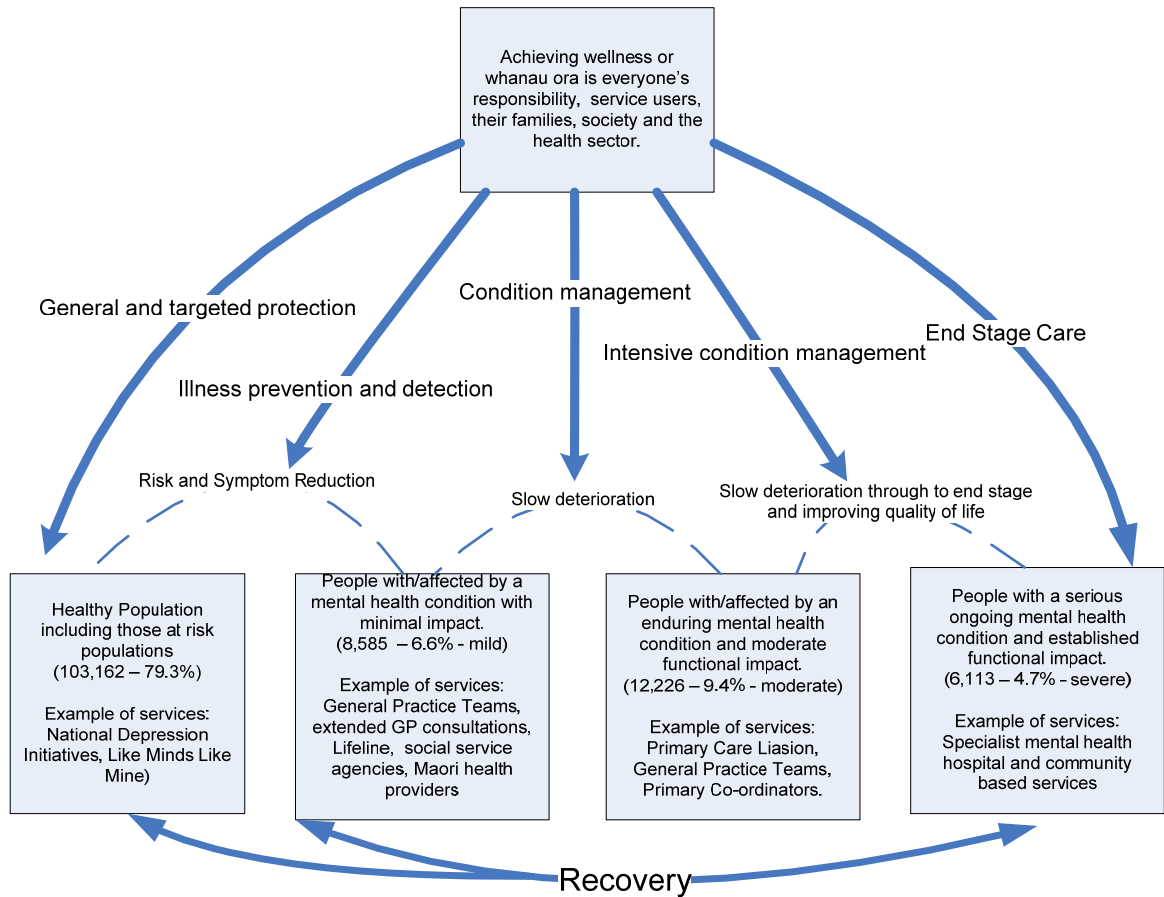 Achieving wellness or
whanau ora is everyone's
responsibility, service users,
their families, society and the
health sector.
General and targeted protection
Condition management
End Stage Care
Intensive condition management
Illness prevention and detection
Risk and Symptom Reduction
Slow deterioration
Slow deterioration through to end stage
and improving quality of life
Healthy Population
including those at risk
populations
(103,162 – 79.3%)
Example of services:
National Depression
Initiatives, Like Minds Like
Mine)
People with/affected by a
mental health condition with
minimal impact.
(8,585 – 6.6% - mild)
Example of services:
General Practice Teams,
extended GP consultations,
Lifeline, social service
agencies, Maori health
providers
People with/affected by an
enduring mental health
condition and moderate
functional impact.
(12,226 – 9.4% - moderate)
Example of services:
Primary Care Liasion,
General Practice Teams,
Primary Co-ordinators.
People with a serious
ongoing mental health
condition and established
functional impact.
(6,113 – 4.7% - severe)
Example of services:
Specialist mental health
hospital and community
based services
Recovery